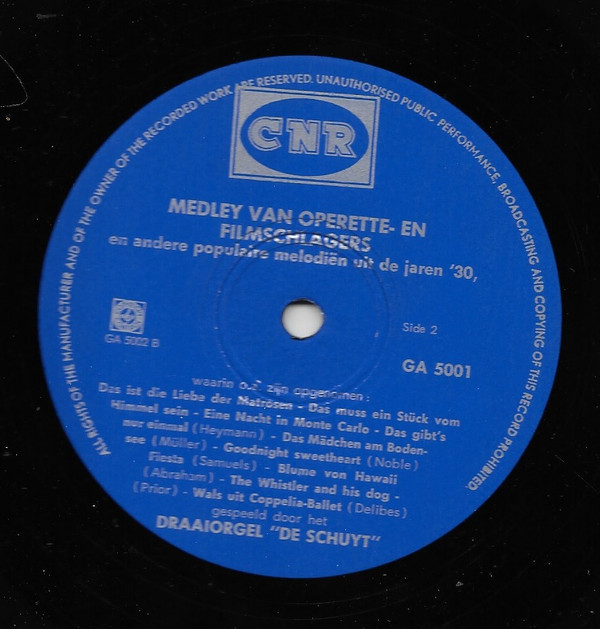 ALL RIGHTS OF THE MANUFACTURER AND OF THE OWNER OF THE RECORDED WORK ARE RESERVED. UNAUTHORISED PUBLIC PERFORMANCE, BROADCASTING AND COPYING OF THIS RECORD PROHIBITED.
CNR
MEDLEY VAN OPERETTE- EN
FILMSCHLAGERS
en andere populaire melodiën uit de jaren '30,
GA 5002 B
Side 2
GA 5001
waarin o.a. zijn opgenomen:
Das ist die Liebe der Matrosen - Das muss ein Stück vom
Himmel sein - Eine Nacht in Monte Carlo - Das gibt's
nur einmal (Heymann) - Das Mädchen am Boden-
see (Müller) - Goodnight sweetheart (Noble)
Fiesta (Samuels) - Blume von Hawaii
(Abraham) - The Whistler and his dog -
(Prior) - Wals uit Coppelia-Ballet (Delibes)
gespeeld door het
DRAAIORGEL "DE SCHUYT"